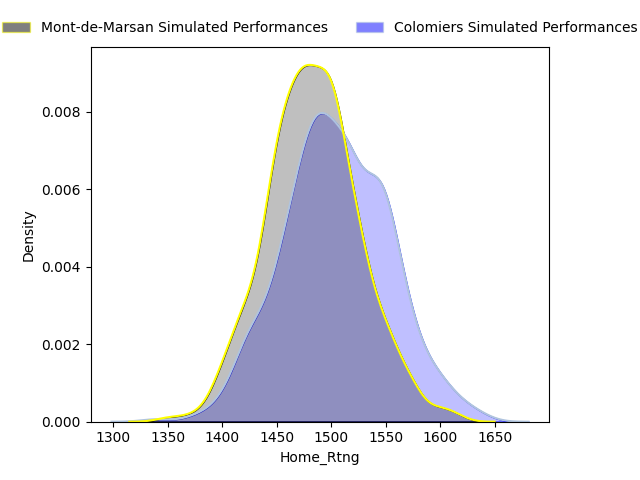 Mont-de-Marsan Simulated Performances Colomiers Simulated Performances
Density
0.008
0.006
0.004
0.002
0.000
1300 1350 1400 1450 1500 1550 1600 1650
Home_Rtng